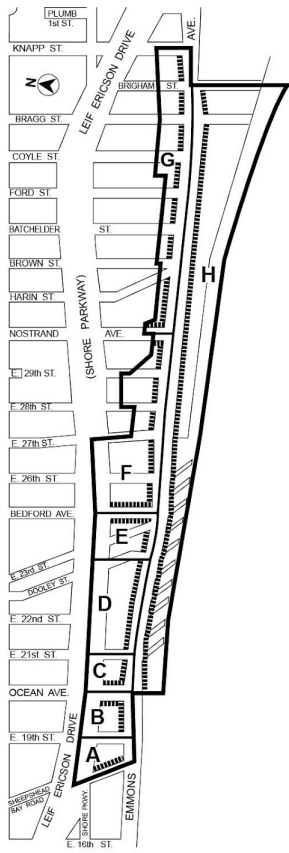 PLUMB
1st ST.
KNAPP ST.
AVE.
LEIF ERICSON DRIVE
N
BRIGHAM ST.
BRAGG ST.
COYLE ST.
G
FORD ST.
BATCHELDER ST.
BROWN ST.
H
HARIN ST.
(SHORE PARKWAY)
NOSTRAND AVE.
E. 29th ST.
E. 28th ST.
E. 27th ST.
F
E. 26th ST.
BEDFORD AVE.
E
E. 23rd ST.
DOOLEY ST.
D
E. 22nd ST.
E. 21st ST.
C
OCEAN AVE.
B
E. 19th ST.
A
SHEEPSHEAD
BAY ROAD
LEIF ERICSON DRIVE
SHORE PKWY.
EMMONS
E. 16th ST.